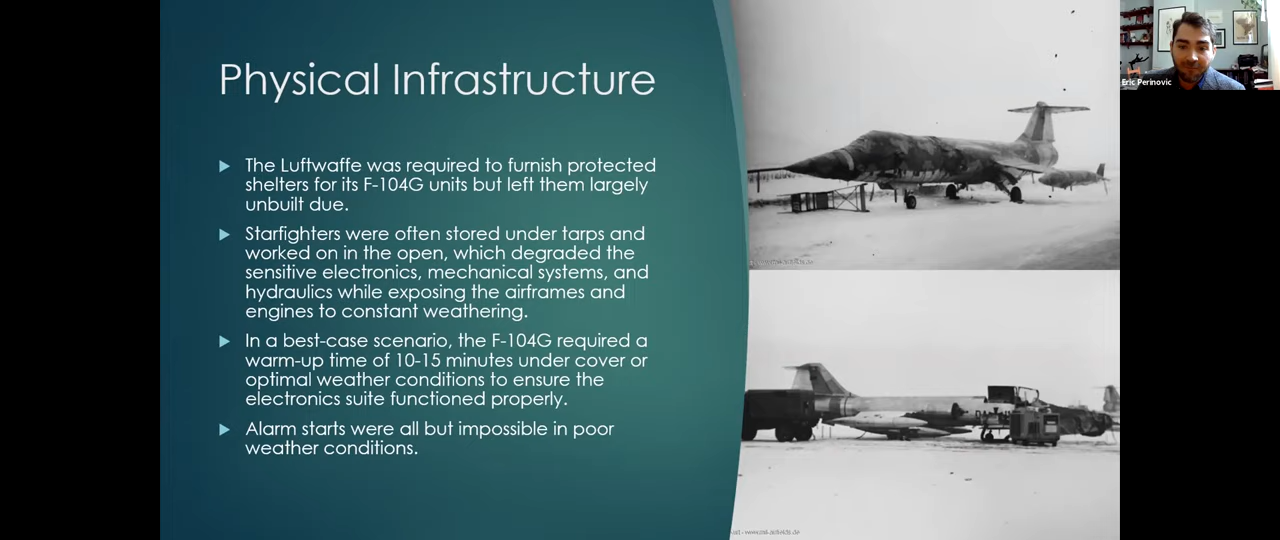 Physical Infrastructure
The Luftwaffe was required to furnish protected
shelters for its F-104G units but left them largely
unbuilt due.
Starfighters were often stored under tarps and
worked on in the open, which degraded the
sensitive electronics, mechanical systems, and
hydraulics while exposing the airframes and
engines to constant weathering.
In a best-case scenario, the F-104G required a
warm-up time of 10-15 minutes under cover or
optimal weather conditions to ensure the
electronics suite functioned properly.
Alarm starts were all but impossible in poor
weather conditions.
Eric Perinovic